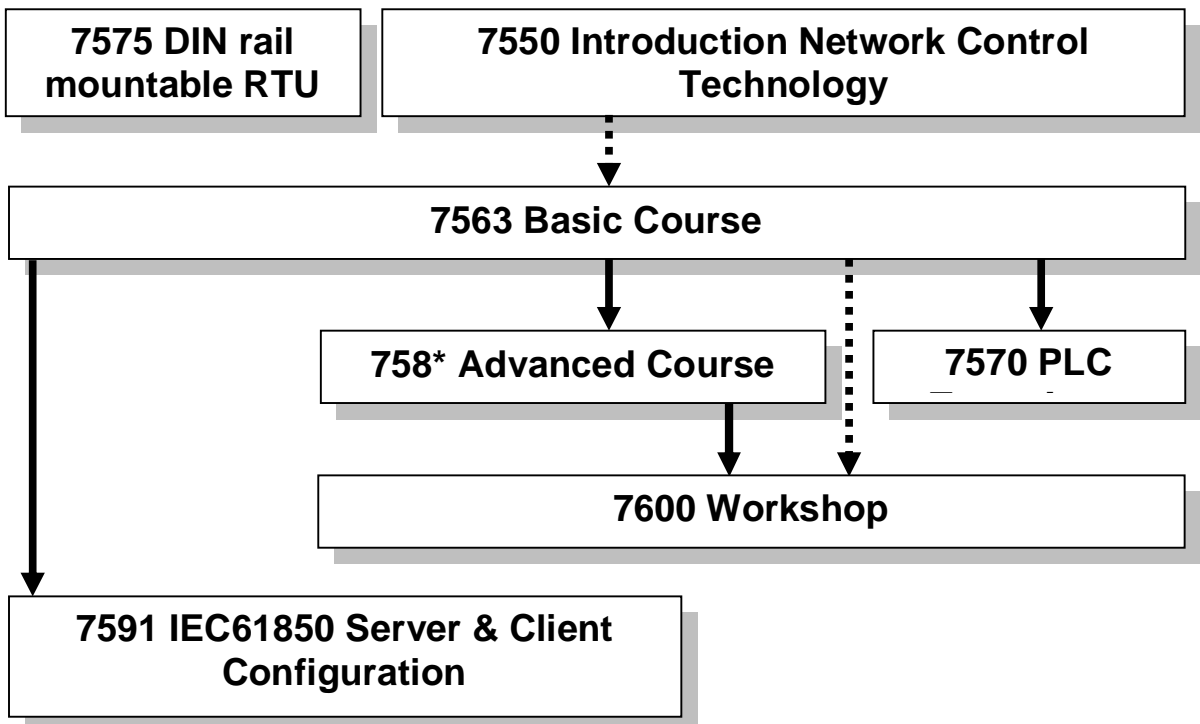 7575 DIN rail
mountable RTU
7550 Introduction Network Control
Technology
7563 Basic Course
758* Advanced Course
7570 PLC
7600 Workshop
7591 IEC61850 Server & Client
Configuration